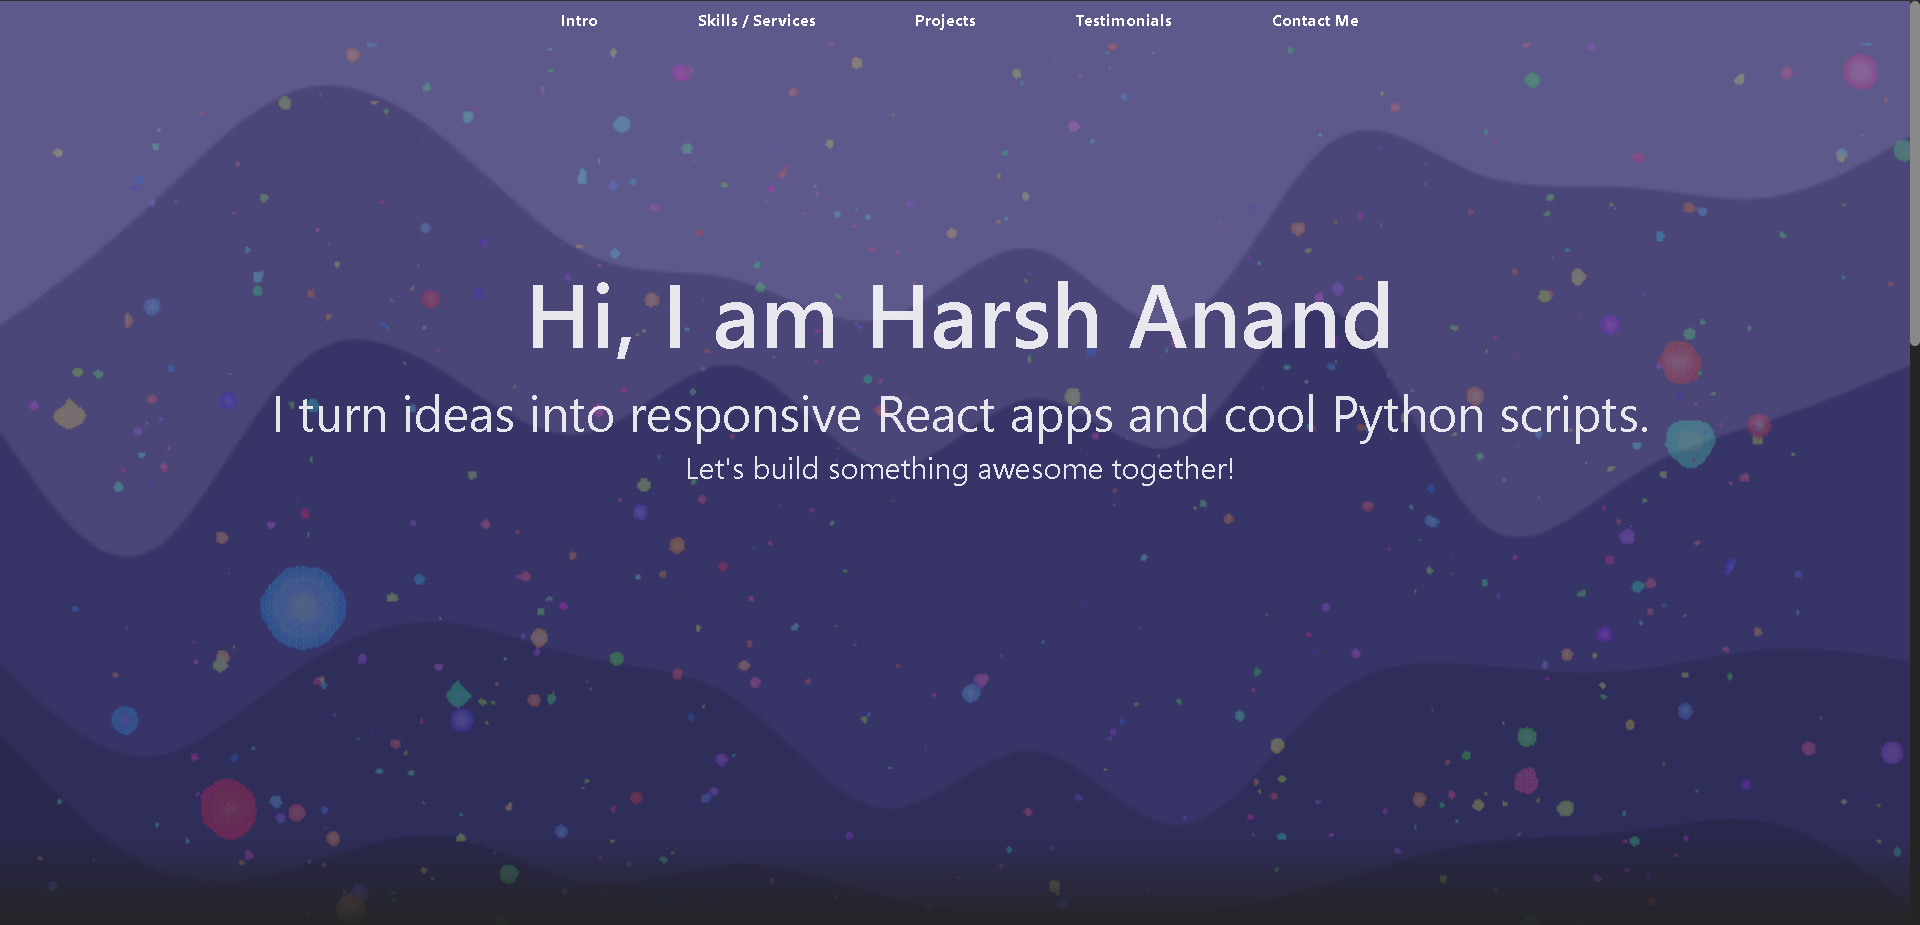 Intro Skills / Services Projects Testimonials Contact Me
Hi, I am Harsh Anand
I turn ideas into responsive React apps and cool Python scripts.
Let's build something awesome together!